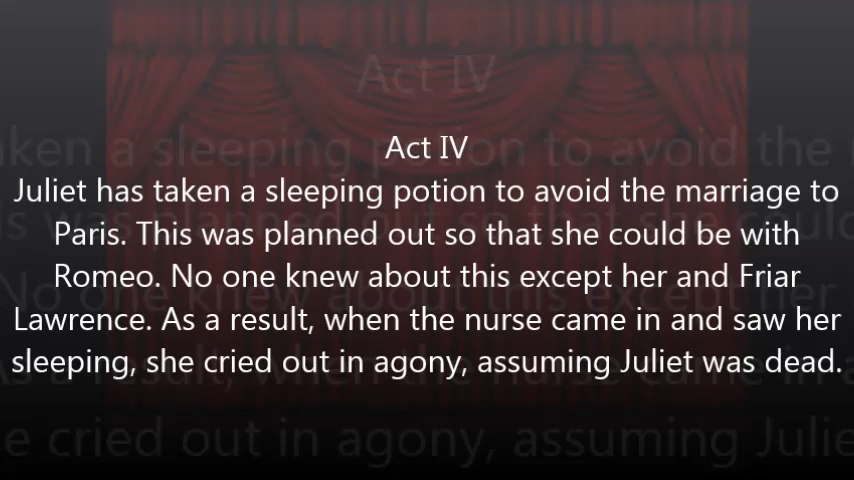 Act IV
Act IV
Juliet has taken a sleeping potion to avoid the marriage to
Paris. This was planned out so that she could be with
Romeo. No one knew about this except her and Friar
Lawrence. As a result, when the nurse came in and saw her
sleeping, she cried out in agony, assuming Juliet was dead.